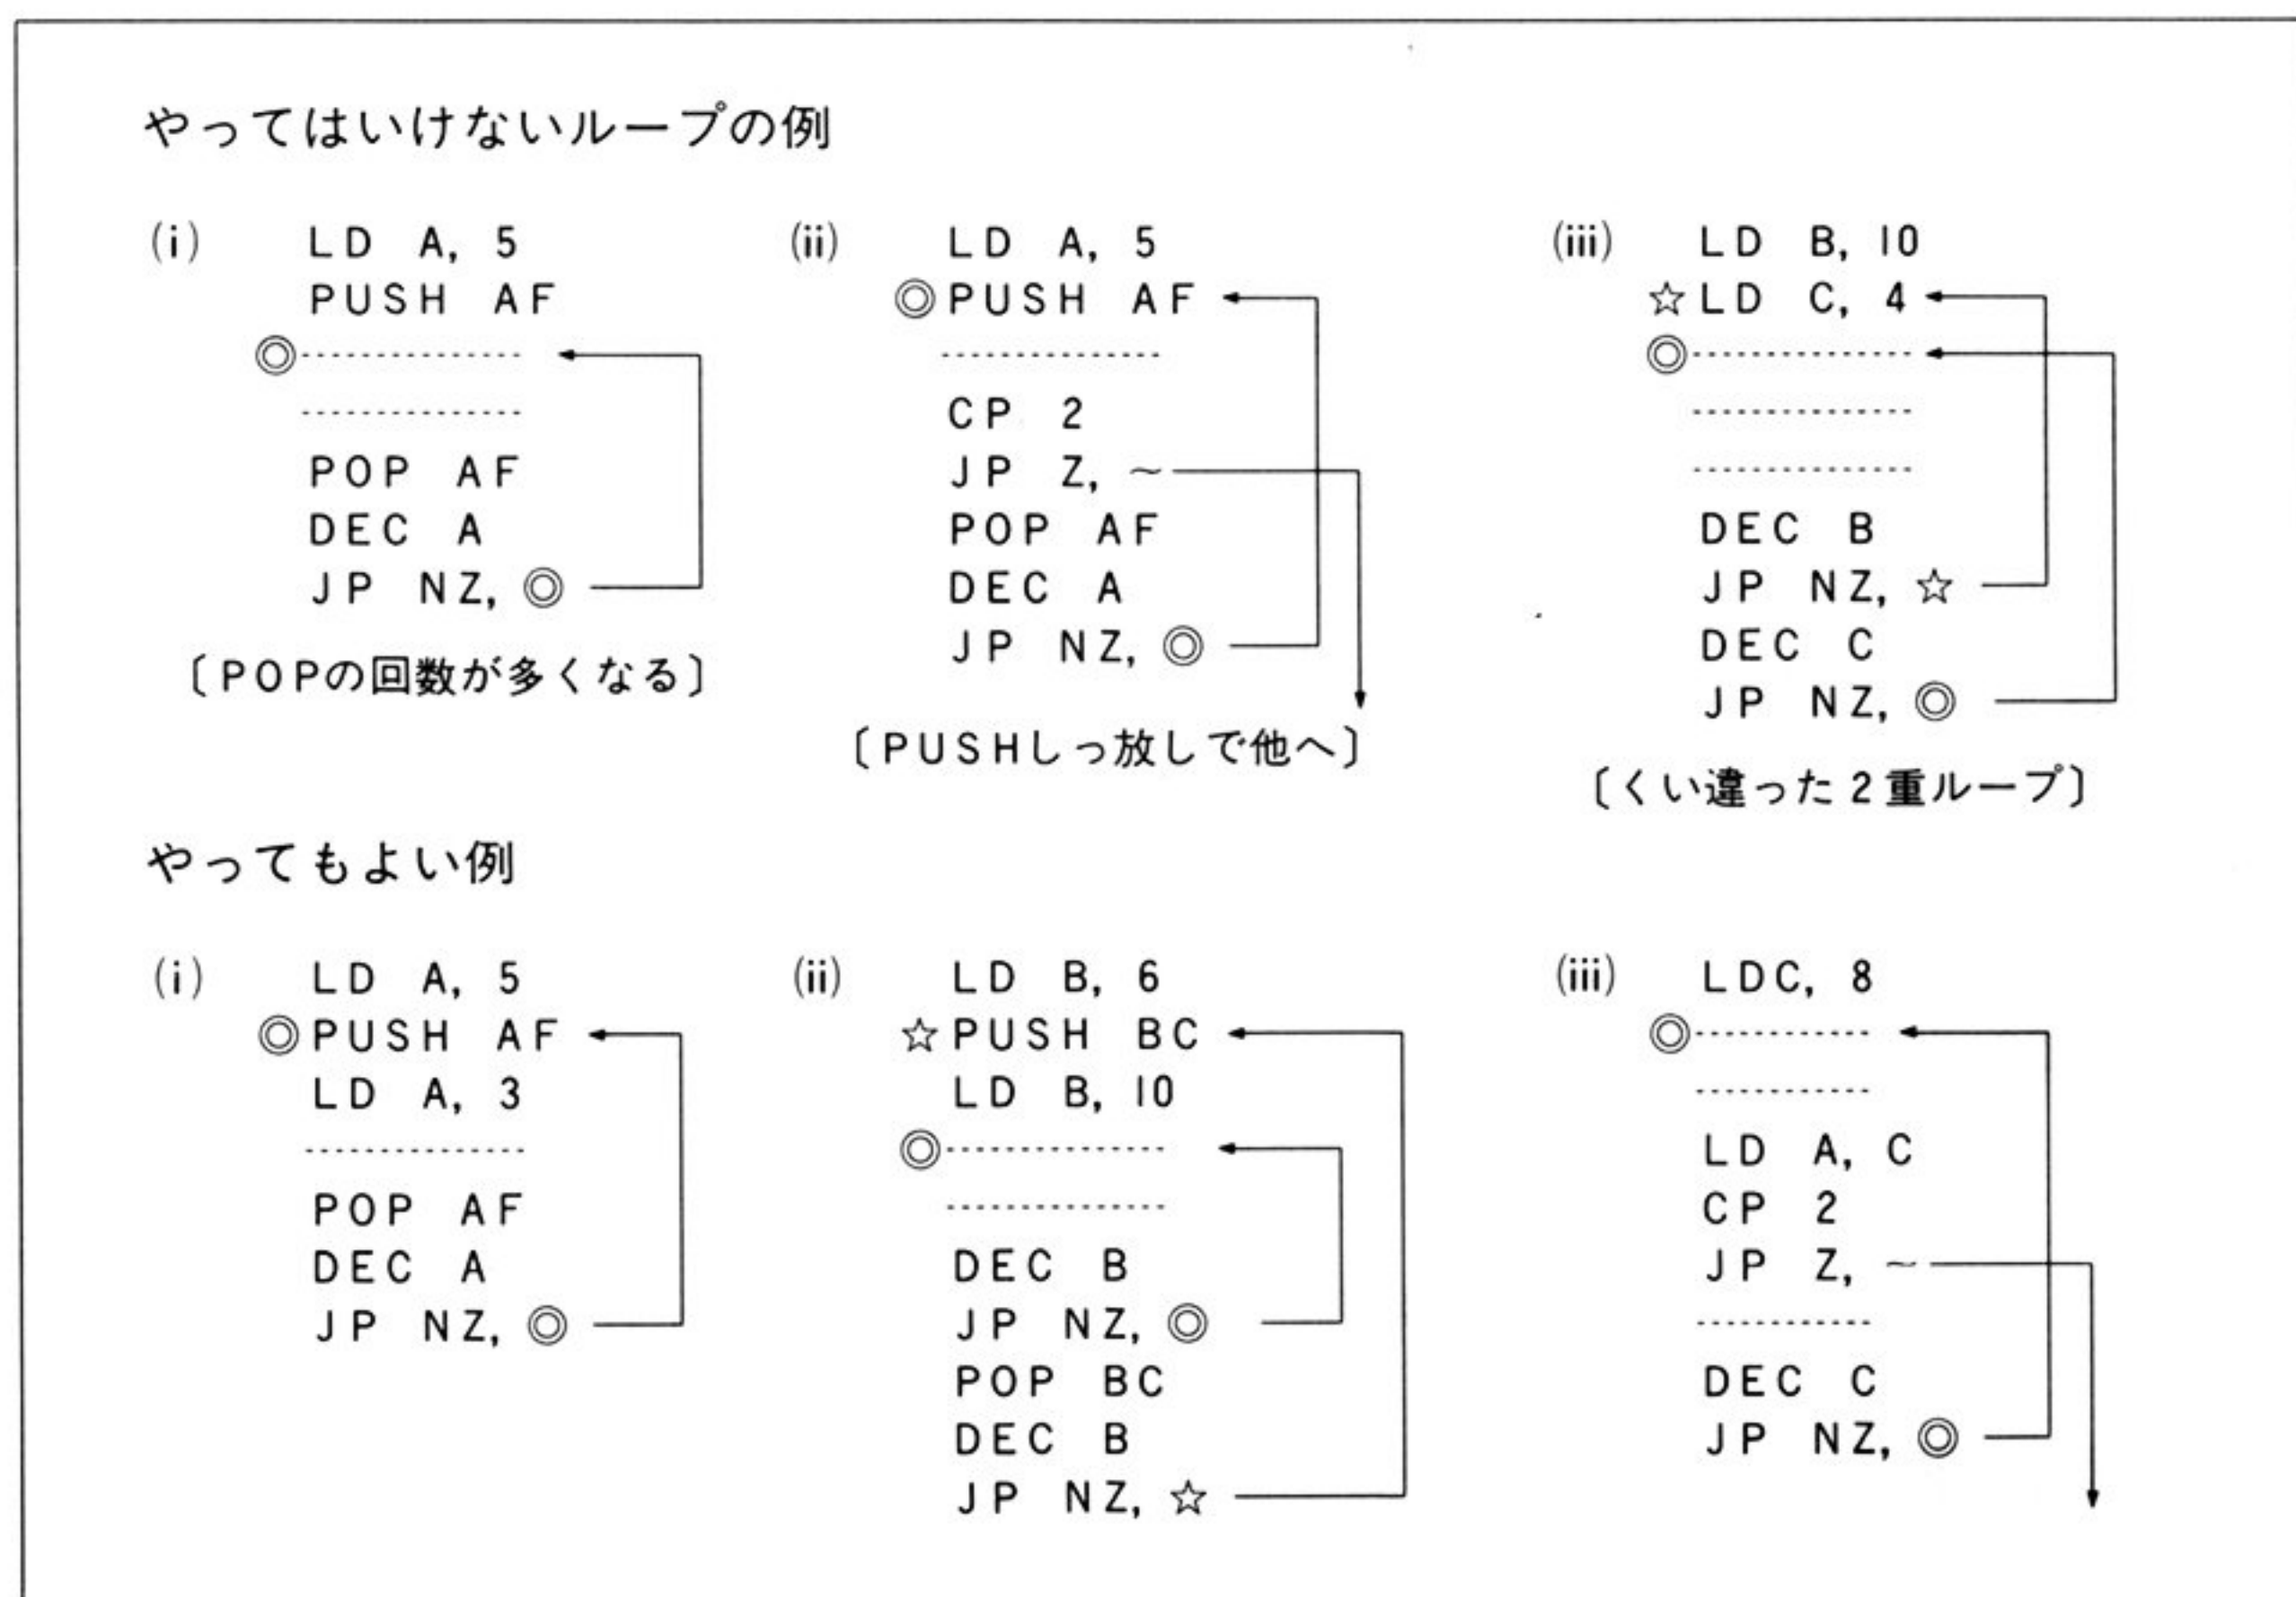 やってはいけないループの例
(i) LD A, 5
PUSH AF
◎--------------
--------------
POP AF
DEC A
JP NZ, ◎
〔POPの回数が多くなる〕
(ii) LD A, 5
◎PUSH AF
--------------
CP 2
JP Z, ~
POP AF
DEC A
JP NZ, ◎
〔PUSHしっ放しで他へ〕
(iii) LD B, 10
☆LD C, 4
◎--------------
--------------
--------------
DEC B
JP NZ, ☆
DEC C
JP NZ, ◎
〔くい違った2重ループ〕
やってもよい例
(i) LD A, 5
◎PUSH AF
LD A, 3
--------------
POP AF
DEC A
JP NZ, ◎
(ii) LD B, 6
☆PUSH BC
LD B, 10
◎--------------
--------------
DEC B
JP NZ, ◎
POP BC
DEC B
JP NZ, ☆
(iii) LDC, 8
◎-----------
-----------
LD A, C
CP 2
JP Z, ~
-----------
DEC C
JP NZ, ◎